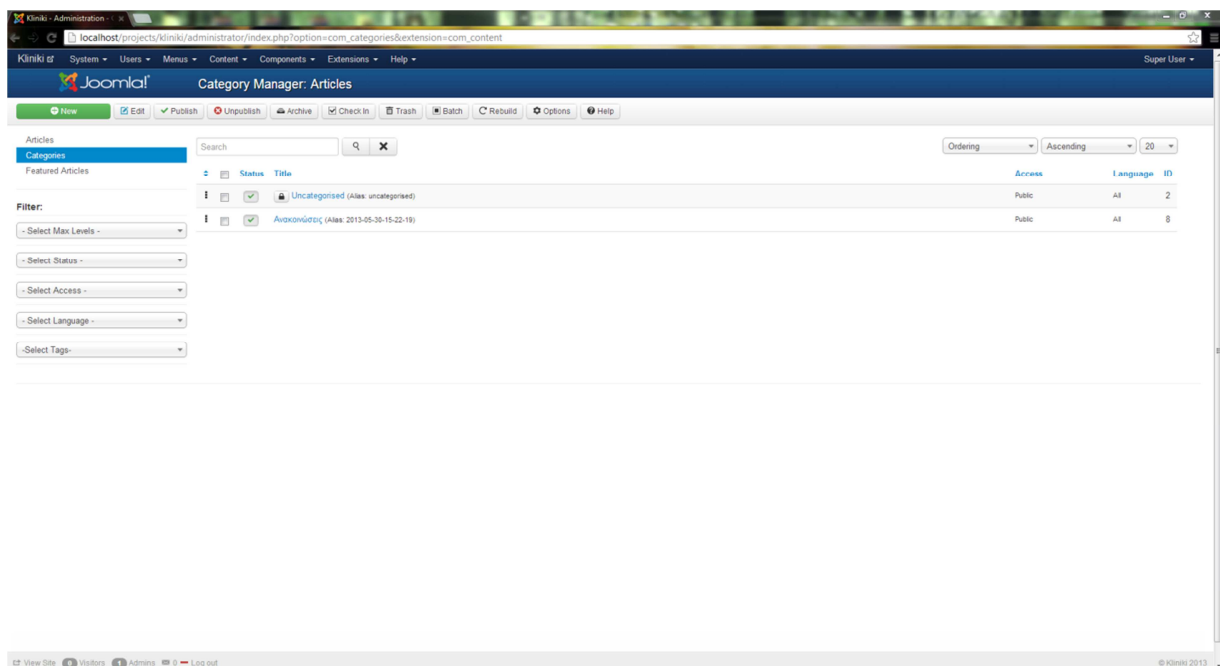 Kliniki - Administration - C
localhost/projects/kliniki/administrator/index.php?option=com_categories&extension=com_content
Kliniki System Users Menus Content Components Extensions Help Super User
Joomla! Category Manager: Articles
New Edit Publish Unpublish Archive Check In Trash Batch Rebuild Options Help
Articles
Categories
Featured Articles
Filter:
- Select Max Levels -
- Select Status -
- Select Access -
- Select Language -
-Select Tags-
Search Ordering Ascending 20
Status Title Access Language ID
Uncategorised (Alias: uncategorised) Public All 2
Ανακοινώσεις (Alias: 2013-05-30-15-22-19) Public All 8
View Site 0 Visitors 1 Admins 0 Log out © Kliniki 2013